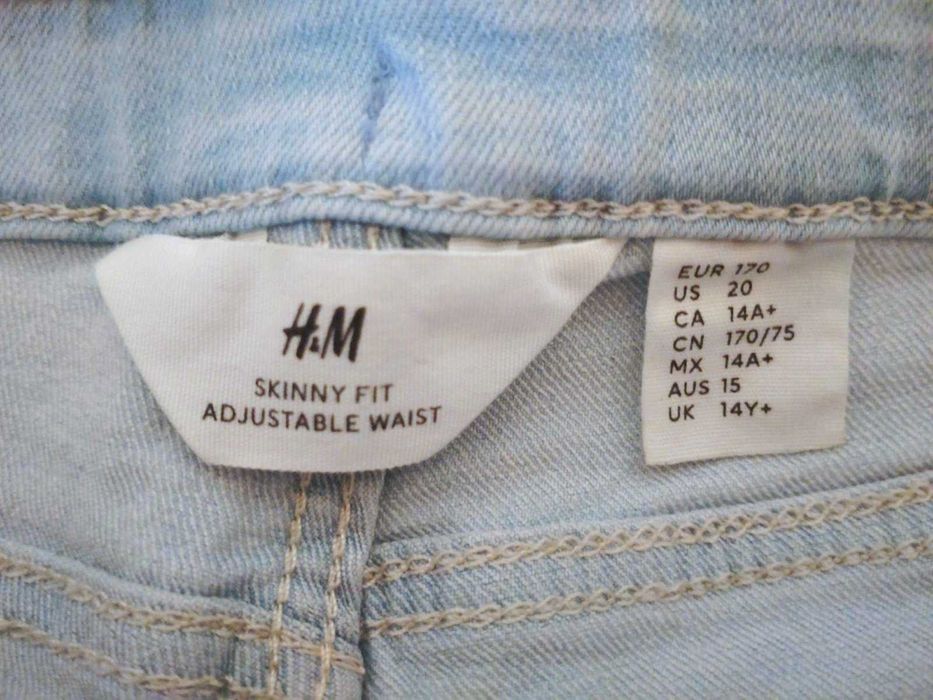 H&M
SKINNY FIT
ADJUSTABLE WAIST
EUR 170
US 20
CA 14A+
CN 170/75
MX 14A+
AUS 15
UK 14Y+